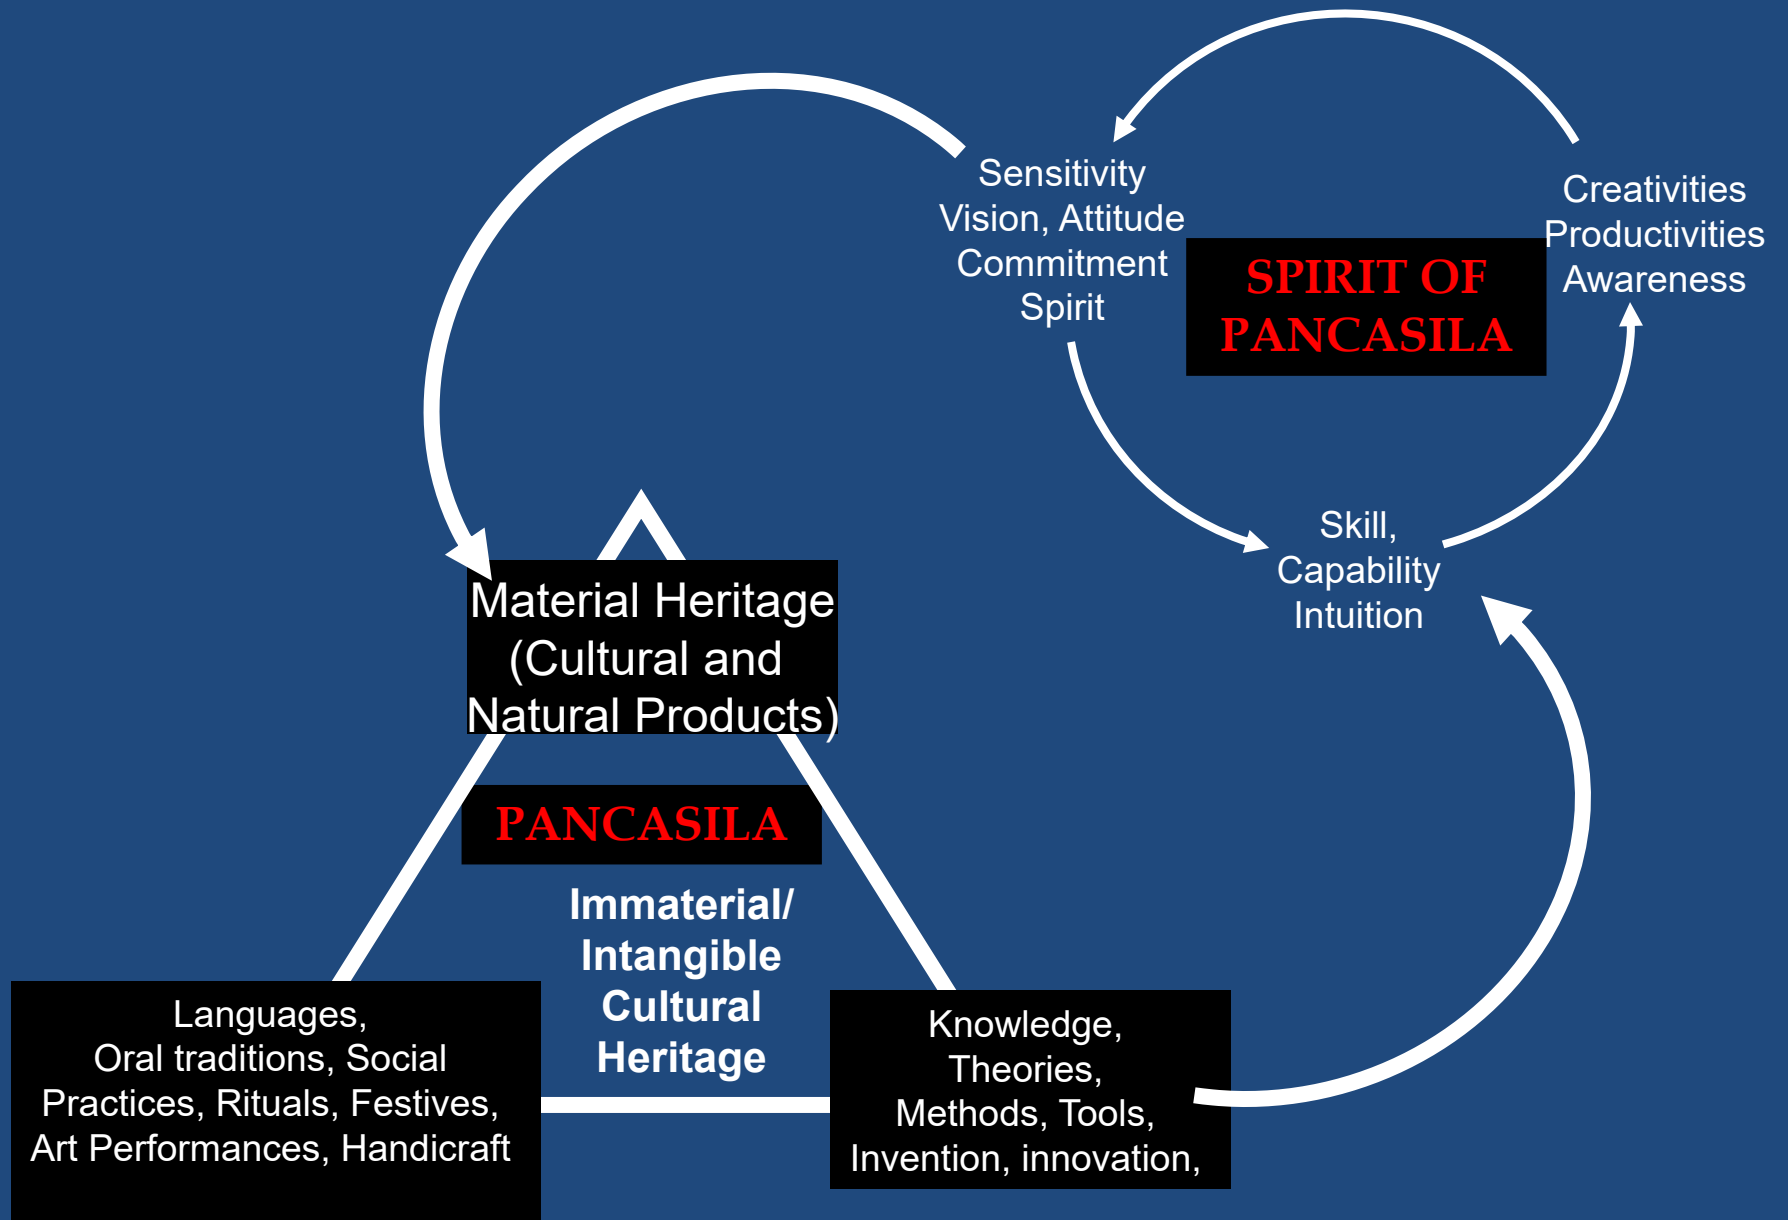 Sensitivity
Vision, Attitude
Commitment
Spirit
Creativities
Productivities
Awareness
SPIRIT OF
PANCASILA
Skill,
Capability
Intuition
Material Heritage
(Cultural and
Natural Products)
PANCASILA
Immaterial/
Intangible
Cultural
Heritage
Languages,
Oral traditions, Social
Practices, Rituals, Festives,
Art Performances, Handicraft
Knowledge,
Theories,
Methods, Tools,
Invention, innovation,